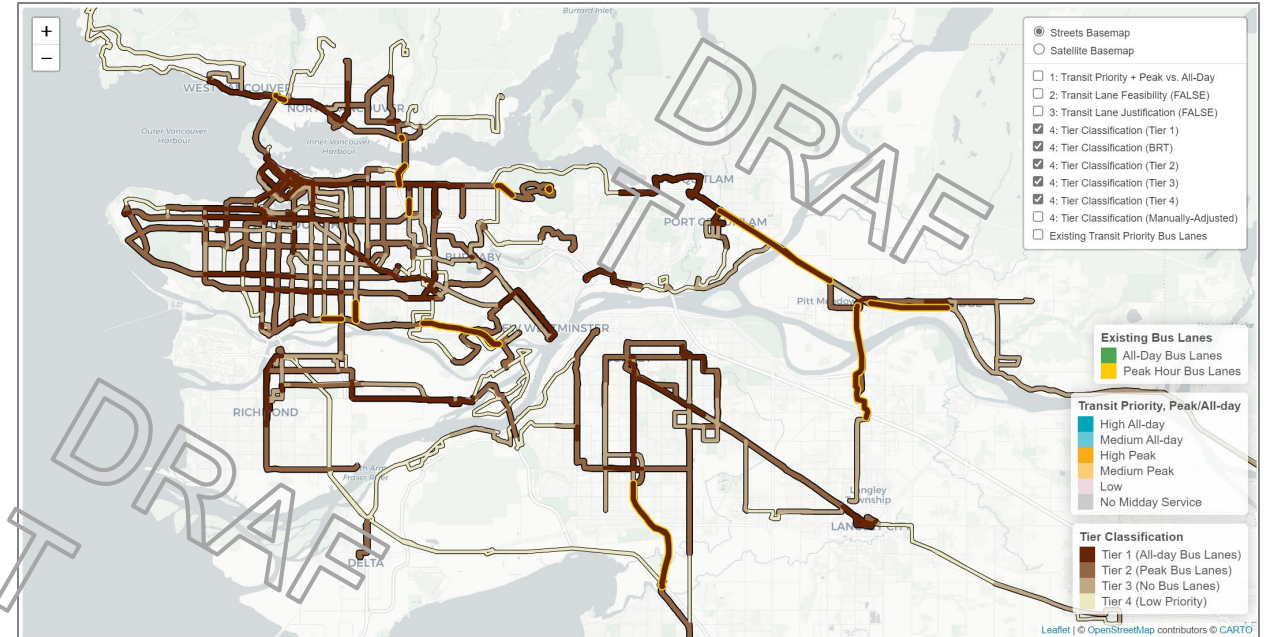 +
−
Burrard Inlet
WEST VANCOUVER
NORTH VANCOUVER
Outer Vancouver
Harbour
Inner Vancouver
Harbour
DRAFT
PORT COQUITLAM
BURNABY
Pitt Meadows
NEW WESTMINSTER
RICHMOND
DRAFT
Fraser River
Langley
Township
LANGLEY CITY
DELTA
T
Streets Basemap
Satellite Basemap
1: Transit Priority + Peak vs. All-Day
2: Transit Lane Feasibility (FALSE)
3: Transit Lane Justification (FALSE)
4: Tier Classification (Tier 1)
4: Tier Classification (BRT)
4: Tier Classification (Tier 2)
4: Tier Classification (Tier 3)
4: Tier Classification (Tier 4)
4: Tier Classification (Manually-Adjusted)
Existing Transit Priority Bus Lanes
Existing Bus Lanes
All-Day Bus Lanes
Peak Hour Bus Lanes
Transit Priority, Peak/All-day
High All-day
Medium All-day
High Peak
Medium Peak
Low
No Midday Service
Tier Classification
Tier 1 (All-day Bus Lanes)
Tier 2 (Peak Bus Lanes)
Tier 3 (No Bus Lanes)
Tier 4 (Low Priority)
Leaflet | © OpenStreetMap contributors © CARTO